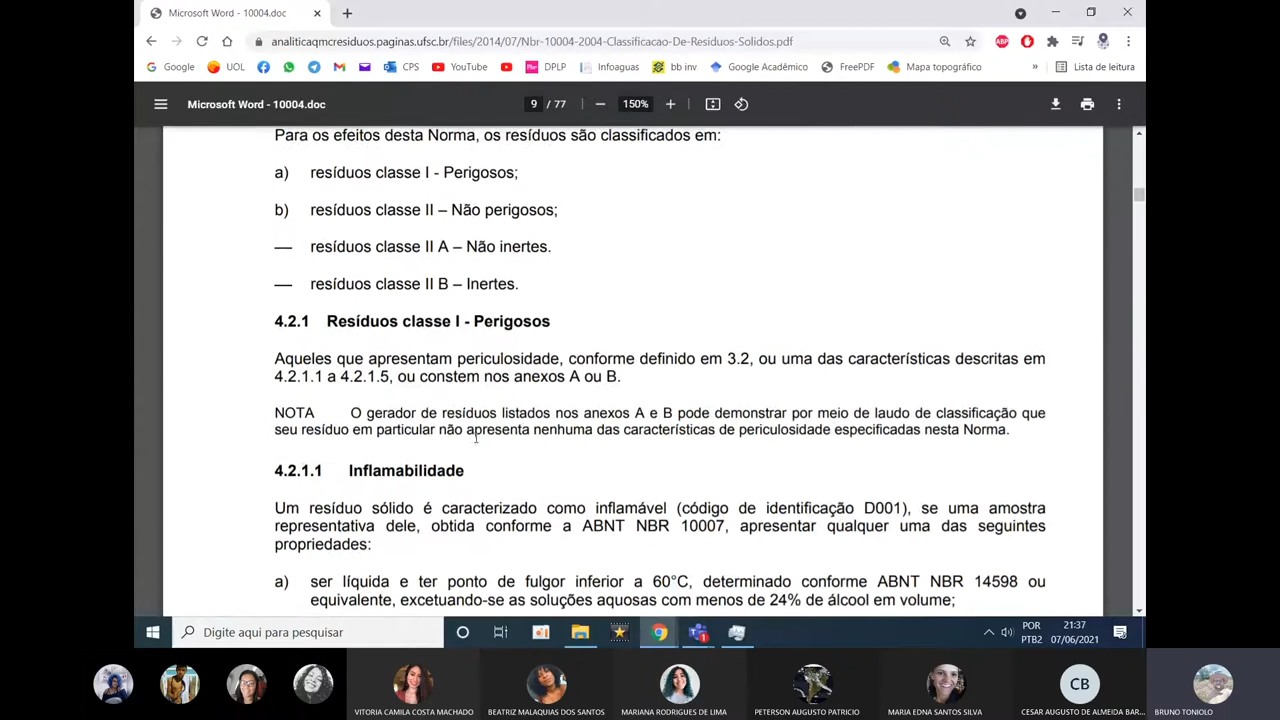 Microsoft Word - 10004.doc
analiticaqmcresiduos.paginas.ufsc.br/files/2014/07/Nbr-10004-2004-Classificacao-De-Residuos-Solidos.pdf
ABP
Google UOL CPS YouTube DPLP Infoaguas bb inv Google Acadêmico FreePDF Mapa topográfico » Lista de leitura
Microsoft Word - 10004.doc 9 / 77 150%
Para os efeitos desta Norma, os resíduos são classificados em:
a) resíduos classe I - Perigosos;
b) resíduos classe II – Não perigosos;
— resíduos classe II A – Não inertes.
— resíduos classe II B – Inertes.
4.2.1 Resíduos classe I - Perigosos
Aqueles que apresentam periculosidade, conforme definido em 3.2, ou uma das características descritas em
4.2.1.1 a 4.2.1.5, ou constem nos anexos A ou B.
NOTA O gerador de resíduos listados nos anexos A e B pode demonstrar por meio de laudo de classificação que
seu resíduo em particular não apresenta nenhuma das características de periculosidade especificadas nesta Norma.
4.2.1.1 Inflamabilidade
Um resíduo sólido é caracterizado como inflamável (código de identificação D001), se uma amostra
representativa dele, obtida conforme a ABNT NBR 10007, apresentar qualquer uma das seguintes
propriedades:
a) ser líquida e ter ponto de fulgor inferior a 60°C, determinado conforme ABNT NBR 14598 ou
equivalente, excetuando-se as soluções aquosas com menos de 24% de álcool em volume;
Digite aqui para pesquisar
POR
PTB2
21:37
07/06/2021
CB
VITORIA CAMILA COSTA MACHADO
BEATRIZ MALAQUIAS DOS SANTOS
MARIANA RODRIGUES DE LIMA
PETERSON AUGUSTO PATRICIO
MARIA EDNA SANTOS SILVA
CESAR AUGUSTO DE ALMEIDA BAR...
BRUNO TONIOLO